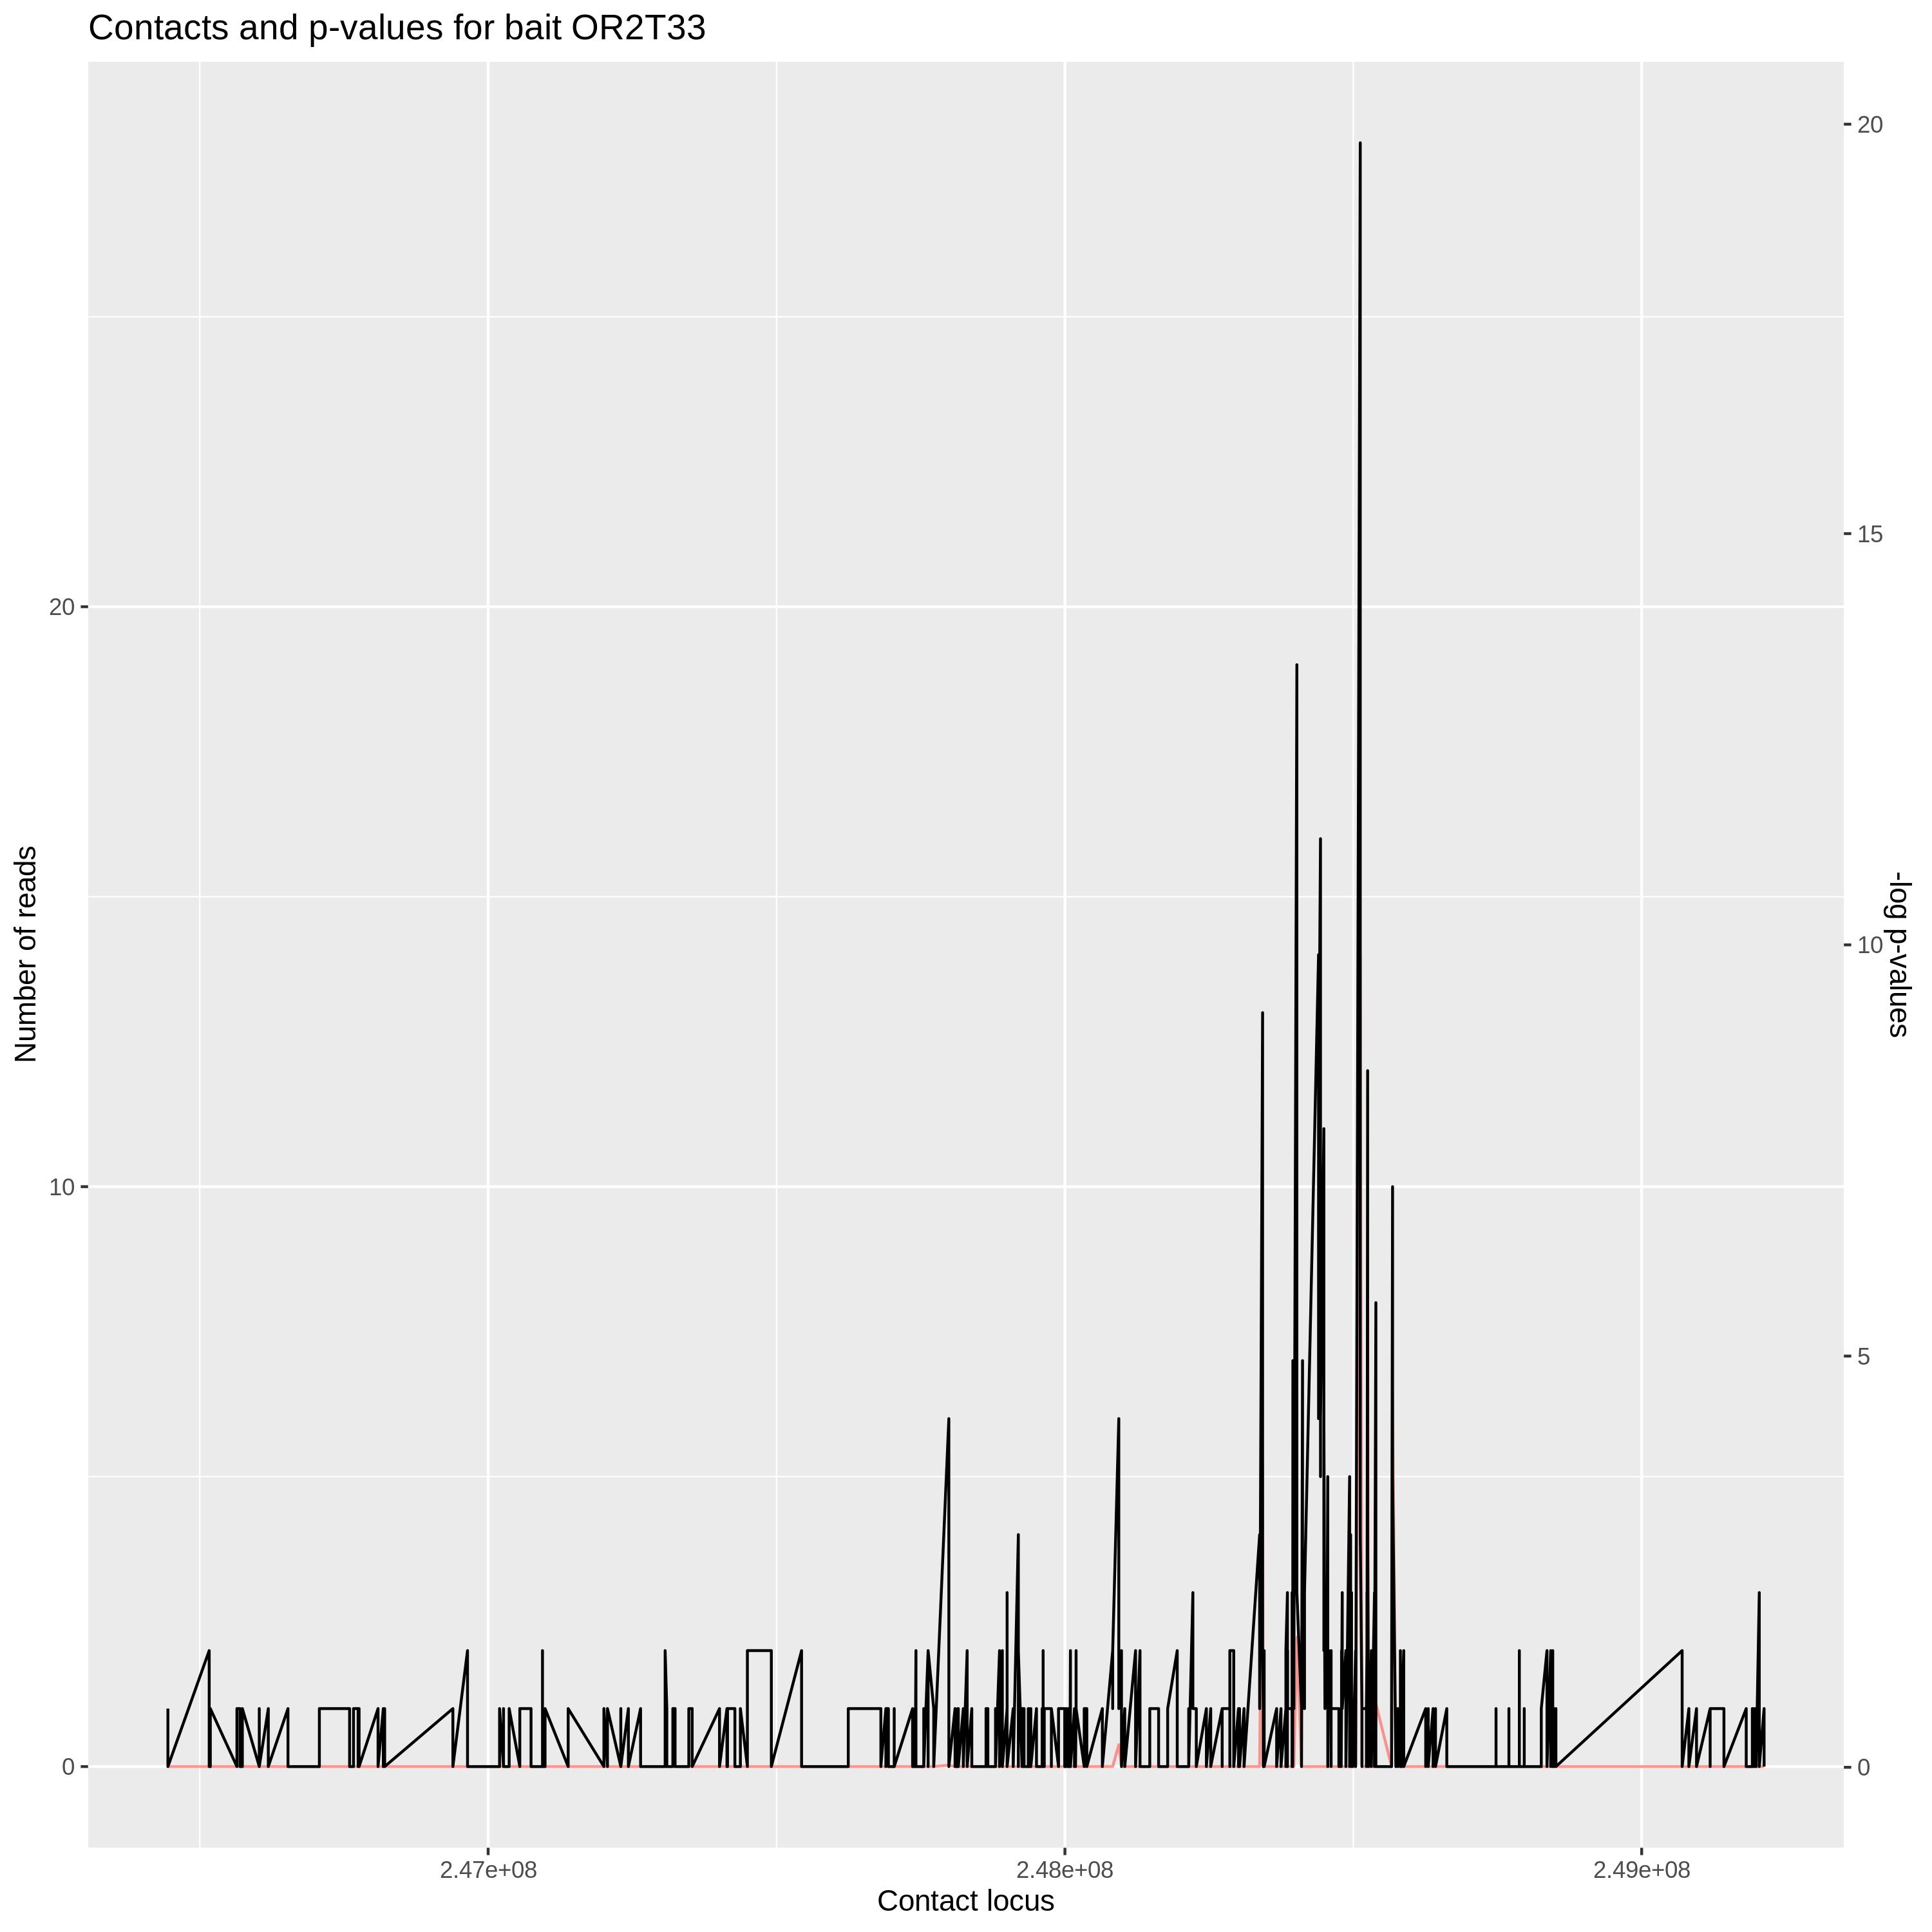 Contacts and p-values for bait OR2T33
Number of reads
20
10
0
20
15
10
5
0
-log p-values
2.47e+08
2.48e+08
2.49e+08
Contact locus